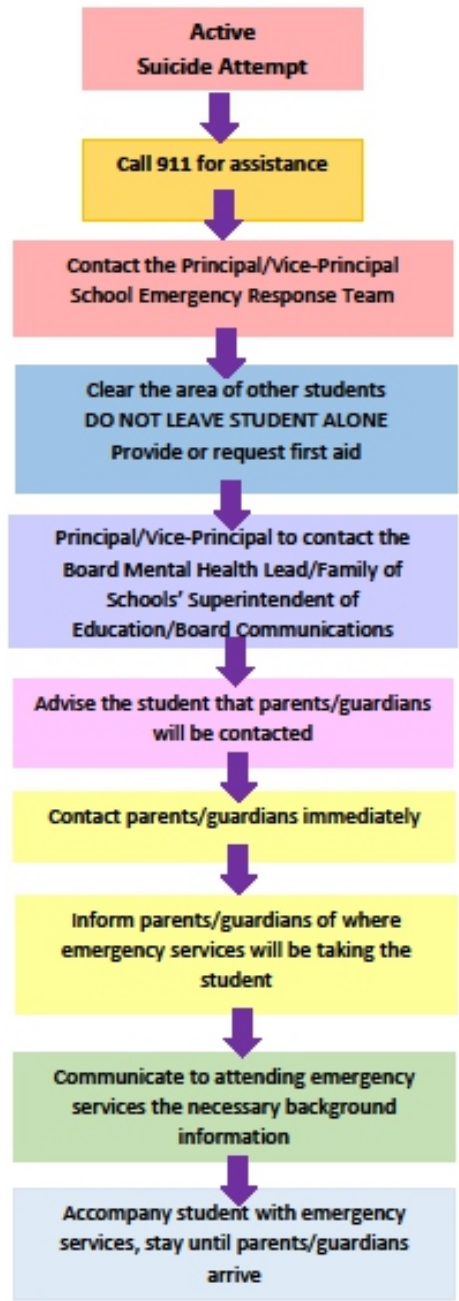 Active
Suicide Attempt
Call 911 for assistance
Contact the Principal/Vice-Principal
School Emergency Response Team
Clear the area of other students
DO NOT LEAVE STUDENT ALONE
Provide or request first aid
Principal/Vice-Principal to contact the
Board Mental Health Lead/Family of
Schools' Superintendent of
Education/Board Communications
Advise the student that parents/guardians
will be contacted
Contact parents/guardians immediately
Inform parents/guardians of where
emergency services will be taking the
student
Communicate to attending emergency
services the necessary background
information
Accompany student with emergency
services, stay until parents/guardians
arrive